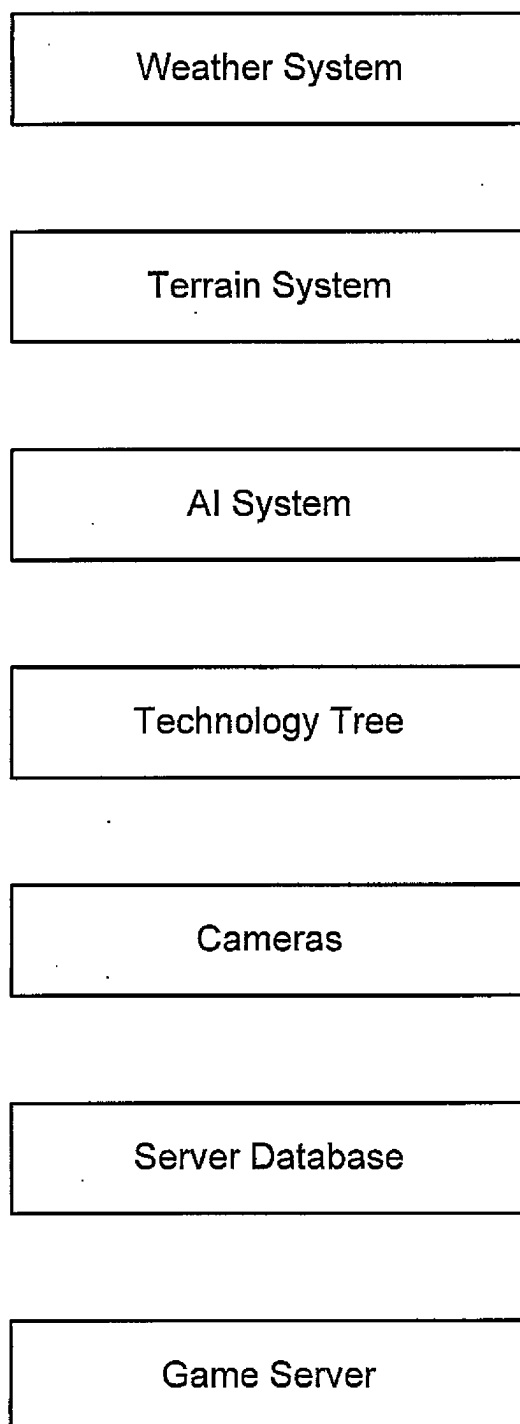 Weather System
Terrain System
AI System
Technology Tree
Cameras
Server Database
Game Server